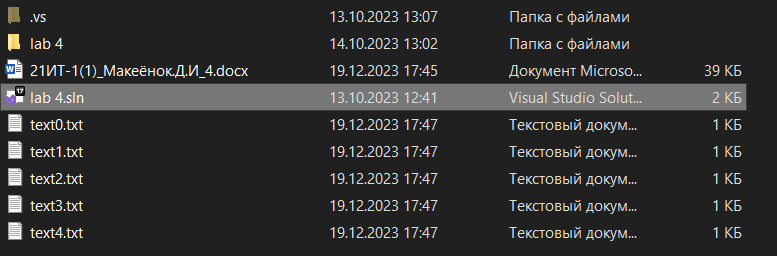 .vs 13.10.2023 13:07 Папка с файлами
lab 4 14.10.2023 13:02 Папка с файлами
21ИТ-1(1)_Макеёнок.Д.И_4.docx 19.12.2023 17:45 Документ Microso... 39 КБ
lab 4.sln 13.10.2023 12:41 Visual Studio Solut... 2 КБ
text0.txt 19.12.2023 17:47 Текстовый докум... 1 КБ
text1.txt 19.12.2023 17:47 Текстовый докум... 1 КБ
text2.txt 19.12.2023 17:47 Текстовый докум... 1 КБ
text3.txt 19.12.2023 17:47 Текстовый докум... 1 КБ
text4.txt 19.12.2023 17:47 Текстовый докум... 1 КБ